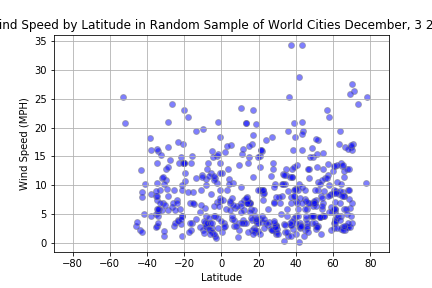 ind Speed by Latitude in Random Sample of World Cities December, 3 2
35
30
25
20
15
10
5
0
Wind Speed (MPH)
−80 −60 −40 −20 0 20 40 60 80
Latitude